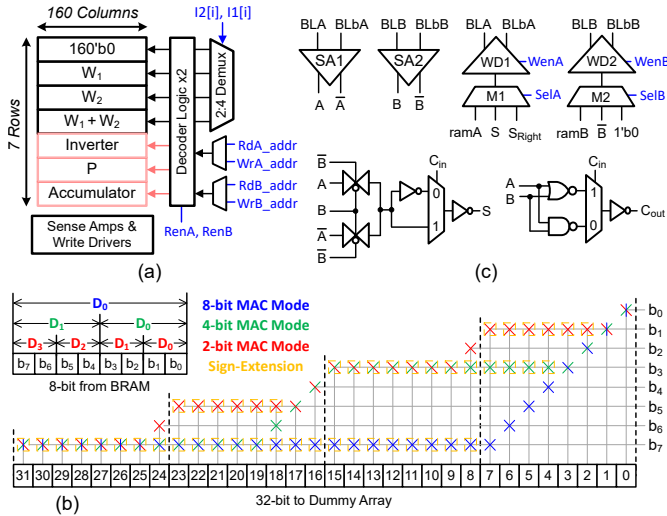 160 Columns
7 Rows
160'b0
W1
W2
W1 + W2
Inverter
P
Accumulator
Sense Amps &
Write Drivers
Decoder Logic x2
2:4 Demux
I2[i], I1[i]
RdA_addr
WrA_addr
RdB_addr
WrB_addr
RenA, RenB
(a)
BLA BLbA BLB BLbB BLA BLbA BLB BLbB
SA1 SA2 WD1 WenA WD2 WenB
A A̅ B B̅ M1 SelA M2 SelB
ramA S SRight ramB B̅ 1'b0
B̅
A
B
A̅
B̅
Cin
0
1
S
Cin
A
B
1
0
Cout
(c)
D0
D1 D0
D3 D2 D1 D0
b7 b6 b5 b4 b3 b2 b1 b0
8-bit from BRAM
8-bit MAC Mode
4-bit MAC Mode
2-bit MAC Mode
Sign-Extension
b0
b1
b2
b3
b4
b5
b6
b7
31 30 29 28 27 26 25 24 23 22 21 20 19 18 17 16 15 14 13 12 11 10 9 8 7 6 5 4 3 2 1 0
(b)
32-bit to Dummy Array